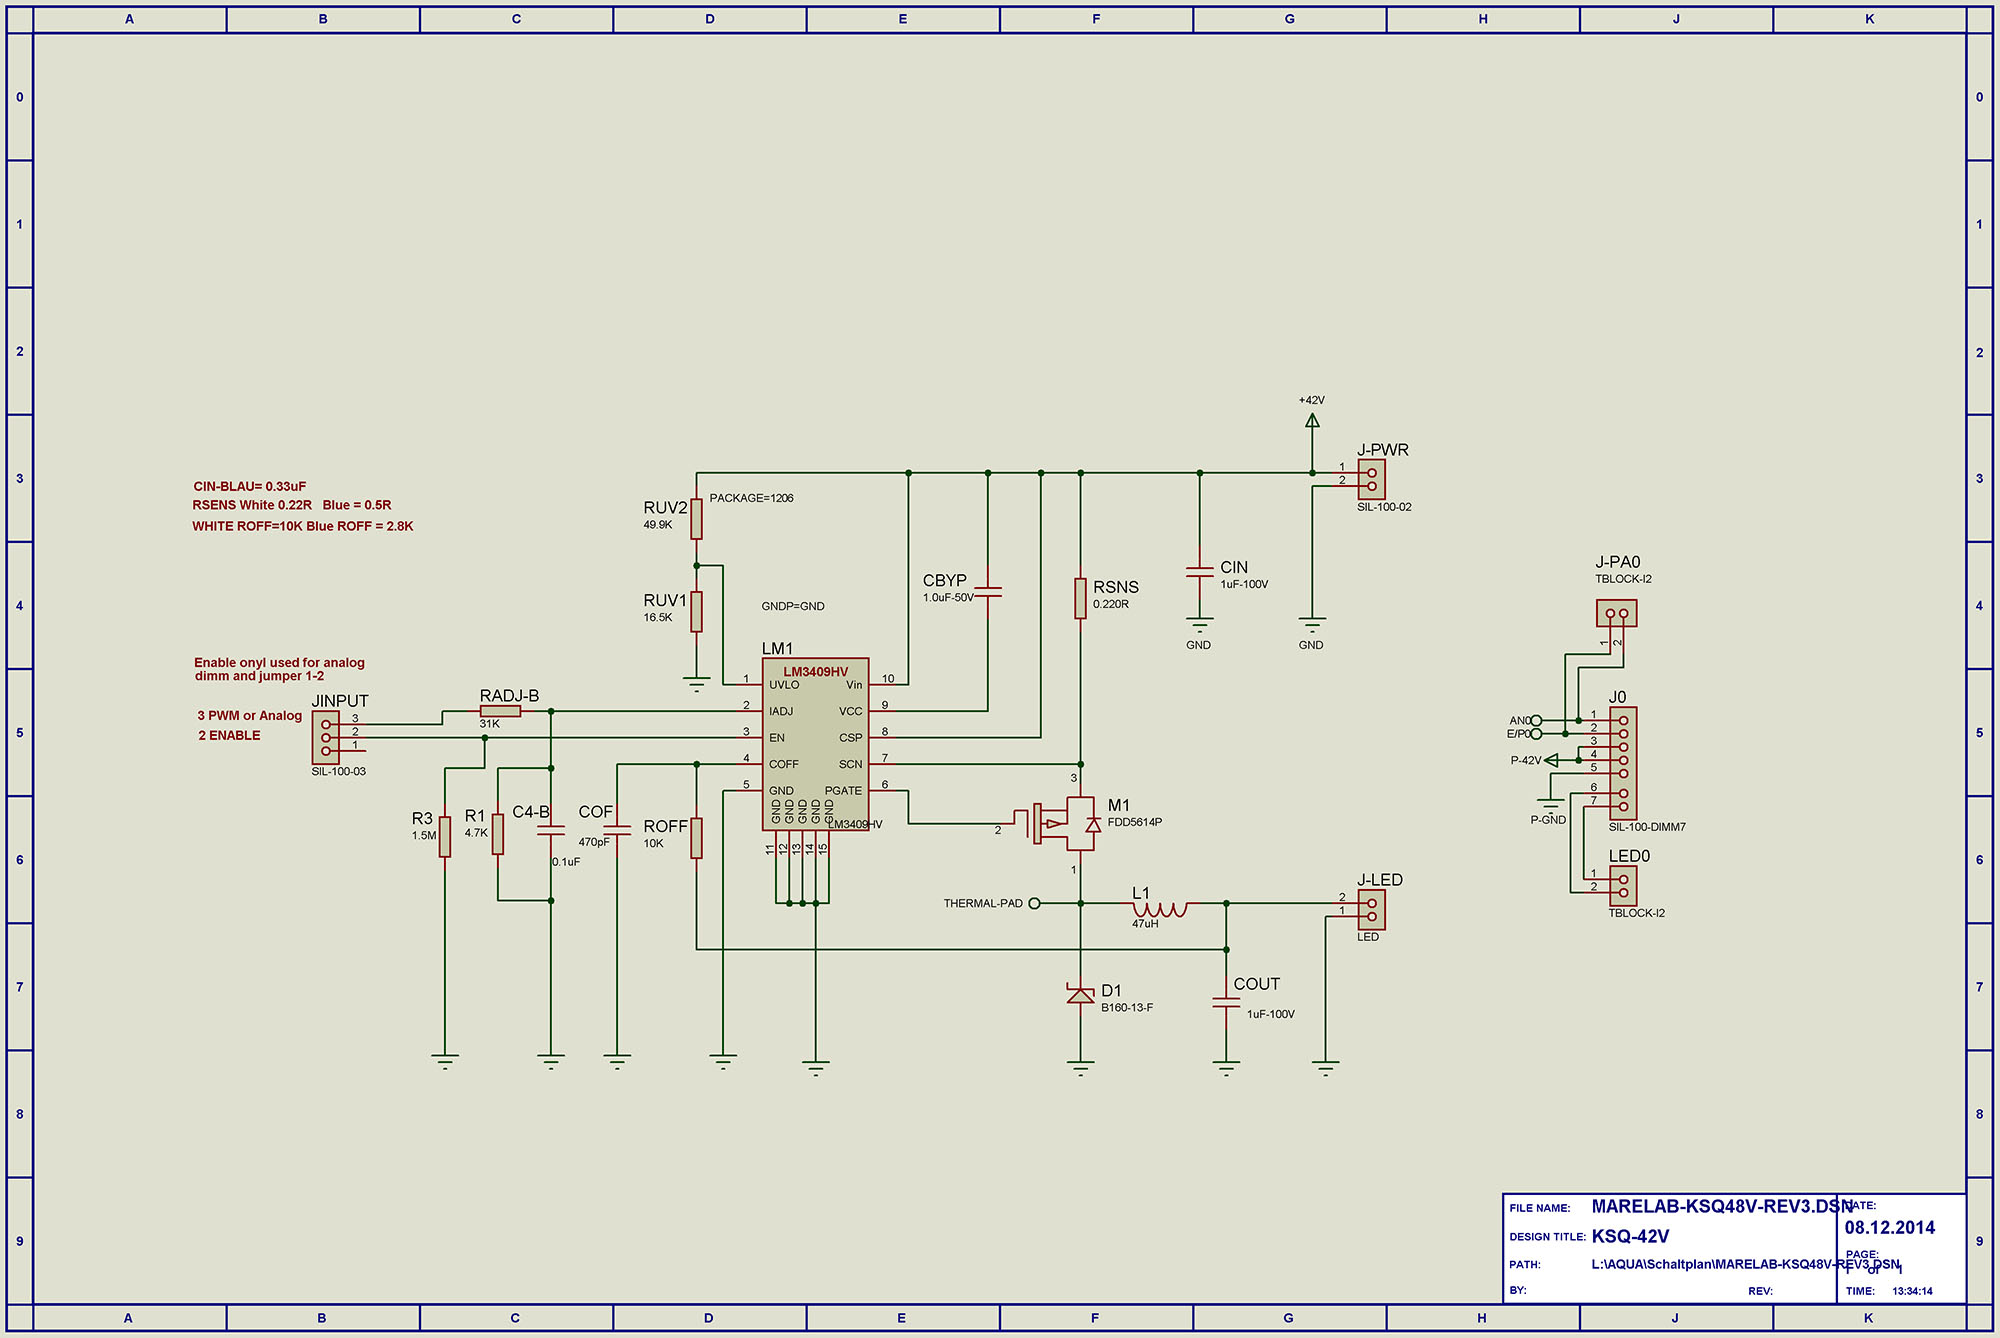 A B C D E F G H J K
0 0
1 1
2 2
3 3
4 4
5 5
6 6
7 7
8 8
9 9
CIN-BLAU= 0.33uF
RSENS White 0.22R Blue = 0.5R
WHITE ROFF=10K Blue ROFF = 2.8K
Enable onyl used for analog
dimm and jumper 1-2
JINPUT
3 PWM or Analog
2 ENABLE
3
2
1
SIL-100-03
RADJ-B
31K
R3
1.5M
R1
4.7K
C4-B
0.1uF
COF
470pF
ROFF
10K
RUV2
49.9K
PACKAGE=1206
RUV1
16.5K
GNDP=GND
LM1
LM3409HV
1 UVLO
2 IADJ
3 EN
4 COFF
5 GND
Vin 10
VCC 9
CSP 8
SCN 7
PGATE 6
GND GND GND GND GND
LM3409HV
11 12 13 14 15
CBYP
1.0uF-50V
RSNS
0.220R
CIN
1uF-100V
GND
+42V
GND
J-PWR
1
2
SIL-100-02
3
2
1
M1
FDD5614P
THERMAL-PAD
L1
47uH
J-LED
2
1
LED
D1
B160-13-F
COUT
1uF-100V
J-PA0
TBLOCK-I2
1
2
J0
AN0
E/P0
P-42V
P-GND
1
2
3
4
5
6
7
SIL-100-DIMM7
LED0
1
2
TBLOCK-I2
FILE NAME: MARELAB-KSQ48V-REV3.DSN
DATE:
08.12.2014
DESIGN TITLE: KSQ-42V
PAGE:
of 1
PATH: L:\AQUA\Schaltplan\MARELAB-KSQ48V-REV3.DSN
BY: REV:
TIME: 13:34:14
A B C D E F G H J K